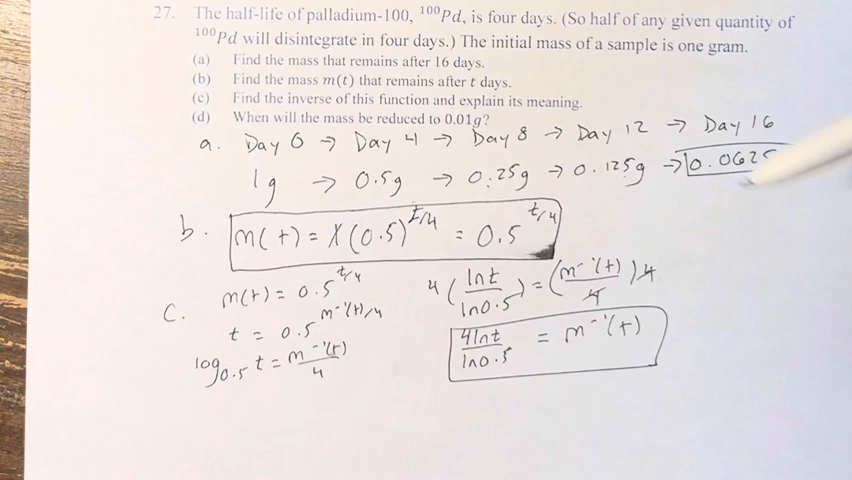 27. The half-life of palladium-100, ¹⁰⁰Pd, is four days. (So half of any given quantity of
¹⁰⁰Pd will disintegrate in four days.) The initial mass of a sample is one gram.
(a) Find the mass that remains after 16 days.
(b) Find the mass m(t) that remains after t days.
(c) Find the inverse of this function and explain its meaning.
(d) When will the mass be reduced to 0.01g?
a. Day 0 → Day 4 → Day 8 → Day 12 → Day 16
1g → 0.5g → 0.25g → 0.125g → 0.0625
b. m(t) = 1(0.5)^t/4 = 0.5^t/4
c. m(t) = 0.5^t/4
t = 0.5^m⁻¹(t)/4
log₀.₅ t = m⁻¹(t)/4
4(ln t/ln 0.5) = (m⁻¹(t)/4)4
4ln t/ln 0.5 = m⁻¹(t)